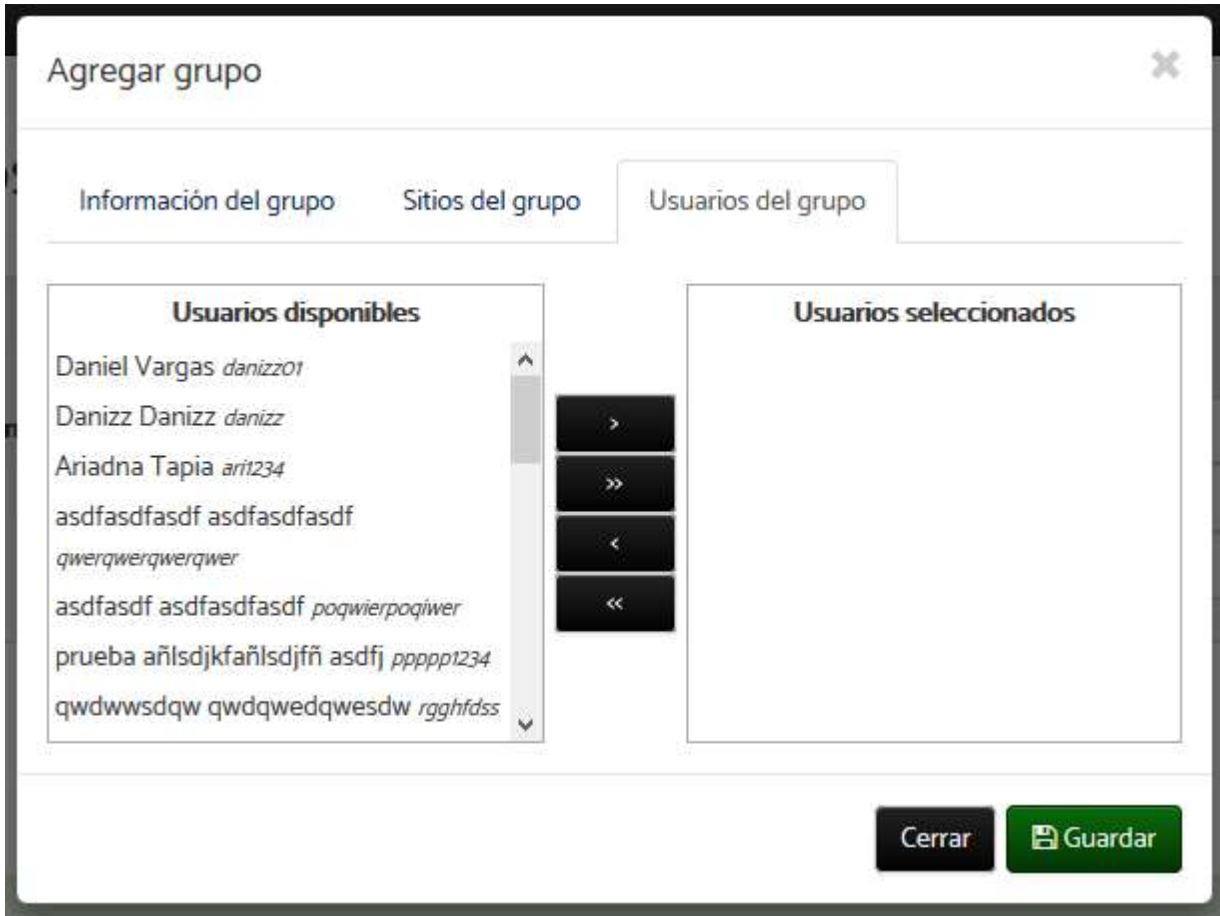 Agregar grupo
Información del grupo
Sitios del grupo
Usuarios del grupo
Usuarios disponibles
Daniel Vargas danizz01
Danizz Danizz danizz
Ariadna Tapia ari1234
asdfasdfasdf asdfasdfasdf
qwerqwerqwerqwer
asdfasdf asdfasdfasdf poqwierpoqiwer
prueba añlsdjkfañlsdjfñ asdfj ppppp1234
qwdwwsdqw qwdqwedqwesdw rgghfdss
>
>>
<
<<
Usuarios seleccionados
Cerrar
Guardar